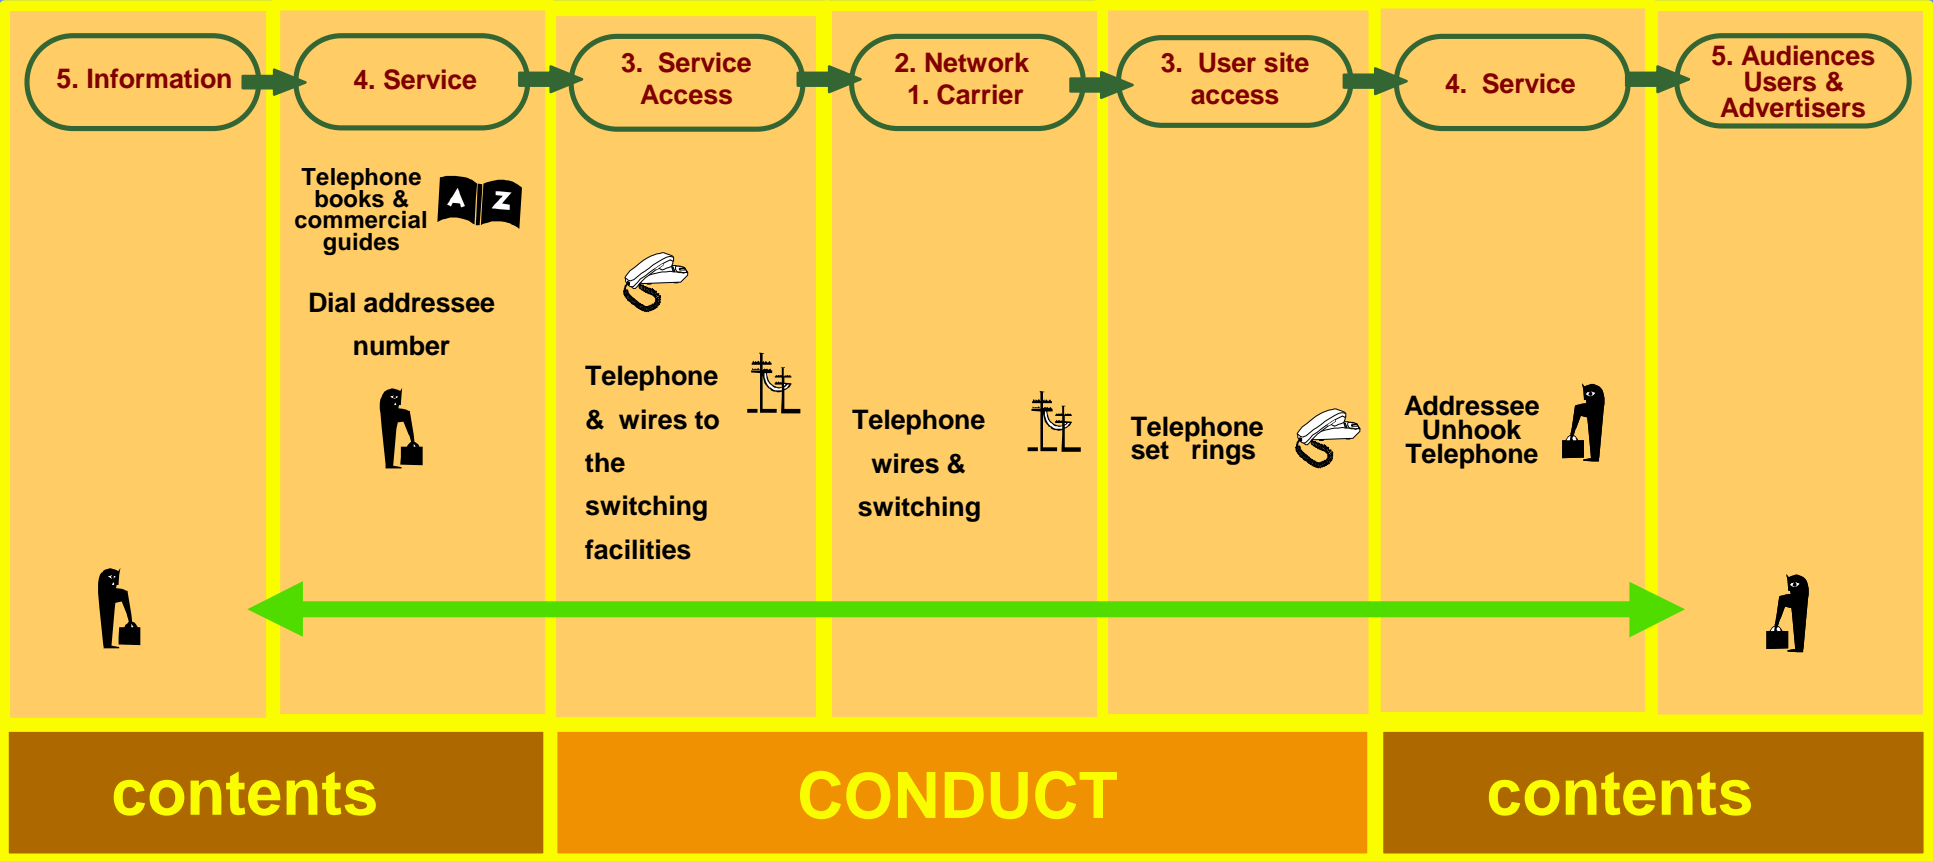 5. Information
4. Service
3. Service
Access
2. Network
1. Carrier
3. User site
access
4. Service
5. Audiences
Users &
Advertisers
Telephone
books &
commercial
guides
A Z
Dial addressee
number
Telephone
& wires to
the
switching
facilities
Telephone
wires &
switching
Telephone
set rings
Addressee
Unhook
Telephone
contents
CONDUCT
contents